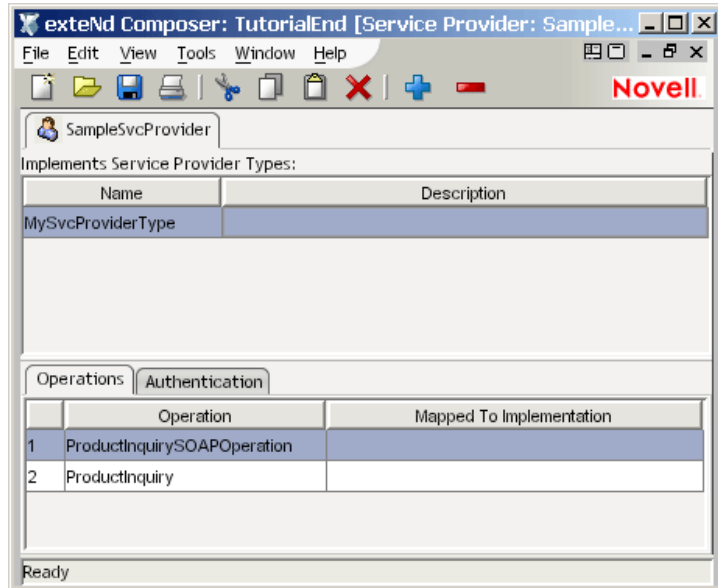 exteNd Composer: TutorialEnd [Service Provider: Sample...
File Edit View Tools Window Help
Novell
SampleSvcProvider
Implements Service Provider Types:
Name Description
MySvcProviderType
Operations Authentication
Operation Mapped To Implementation
1 ProductInquirySOAPOperation
2 ProductInquiry
Ready